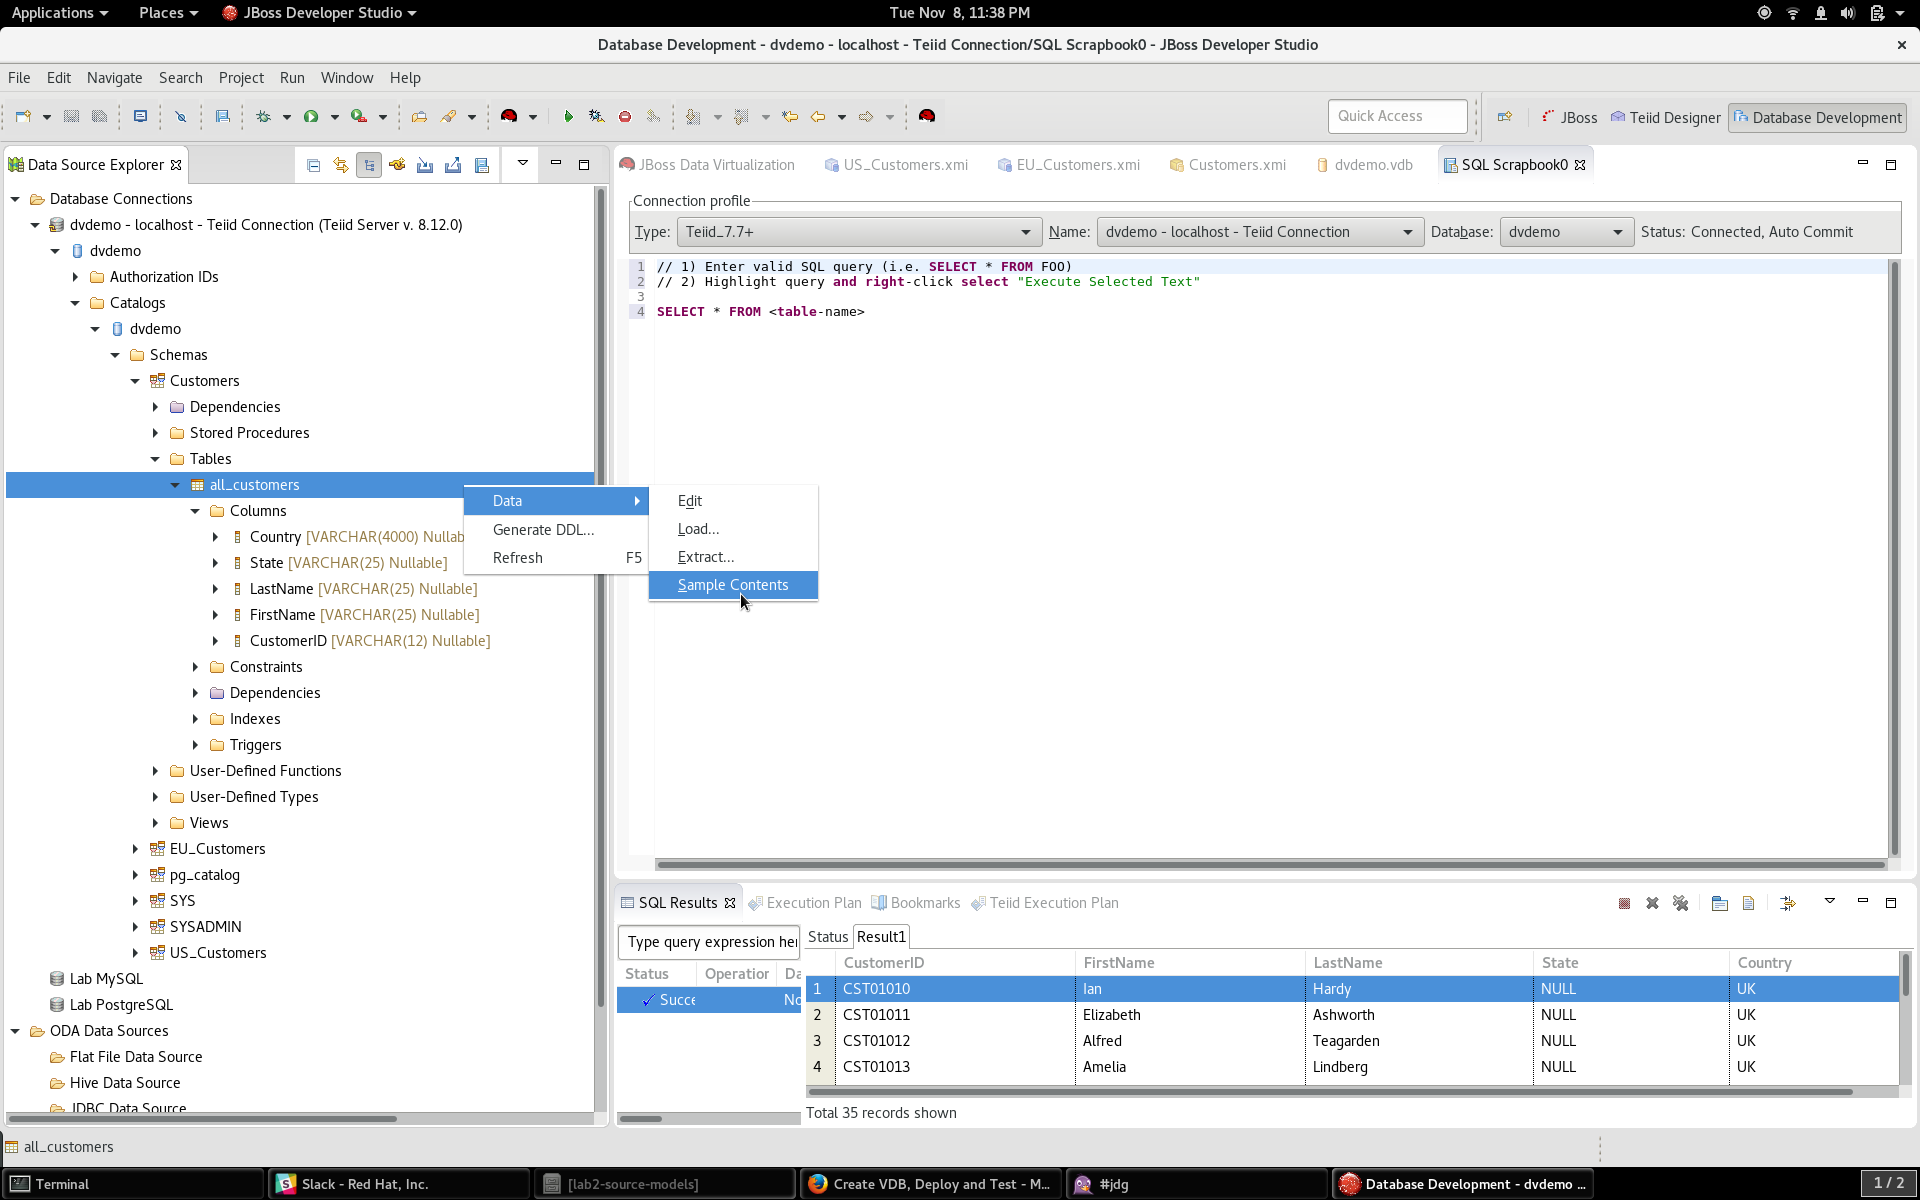 Applications Places JBoss Developer Studio Tue Nov 8, 11:38 PM
Database Development - dvdemo - localhost - Teiid Connection/SQL Scrapbook0 - JBoss Developer Studio
File Edit Navigate Search Project Run Window Help
Quick Access JBoss Teiid Designer Database Development
Data Source Explorer
Database Connections
dvdemo - localhost - Teiid Connection (Teiid Server v. 8.12.0)
dvdemo
Authorization IDs
Catalogs
dvdemo
Schemas
Customers
Dependencies
Stored Procedures
Tables
all_customers
Columns
Country [VARCHAR(4000) Nullab
State [VARCHAR(25) Nullable]
LastName [VARCHAR(25) Nullable]
FirstName [VARCHAR(25) Nullable]
CustomerID [VARCHAR(12) Nullable]
Constraints
Dependencies
Indexes
Triggers
User-Defined Functions
User-Defined Types
Views
EU_Customers
pg_catalog
SYS
SYSADMIN
US_Customers
Lab MySQL
Lab PostgreSQL
ODA Data Sources
Flat File Data Source
Hive Data Source
JDBC Data Source
Data
Generate DDL...
Refresh F5
Edit
Load...
Extract...
Sample Contents
JBoss Data Virtualization US_Customers.xmi EU_Customers.xmi Customers.xmi dvdemo.vdb SQL Scrapbook0
Connection profile
Type: Teiid_7.7+ Name: dvdemo - localhost - Teiid Connection Database: dvdemo Status: Connected, Auto Commit
1 // 1) Enter valid SQL query (i.e. SELECT * FROM FOO)
2 // 2) Highlight query and right-click select "Execute Selected Text"
3
4 SELECT * FROM <table-name>
SQL Results Execution Plan Bookmarks Teiid Execution Plan
Type query expression her
Status Operation Da
Succe No
Status Result1
CustomerID FirstName LastName State Country
1 CST01010 Ian Hardy NULL UK
2 CST01011 Elizabeth Ashworth NULL UK
3 CST01012 Alfred Teagarden NULL UK
4 CST01013 Amelia Lindberg NULL UK
Total 35 records shown
all_customers
Terminal Slack - Red Hat, Inc. [lab2-source-models] Create VDB, Deploy and Test - M... #jdg Database Development - dvdemo ... 1 / 2